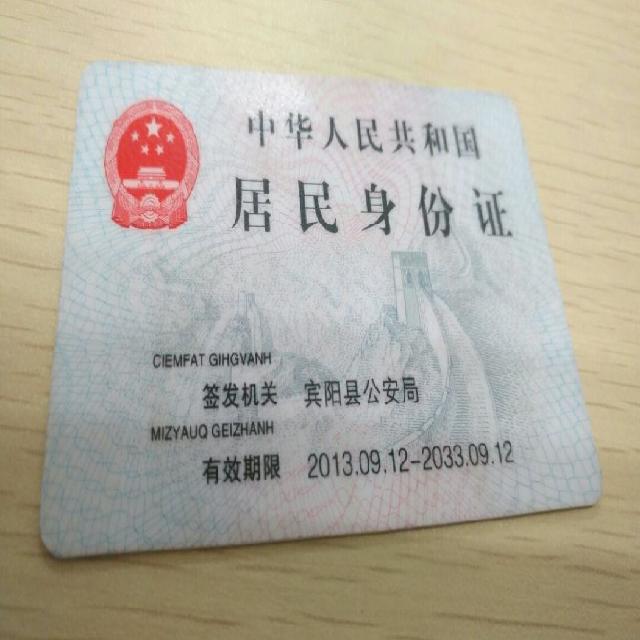 中华人民共和国
居民身份证
CIEMFAT GIHGVANH
签发机关 宾阳县公安局
MIZYAUQ GEIZHANH
有效期限 2013.09.12-2033.09.12